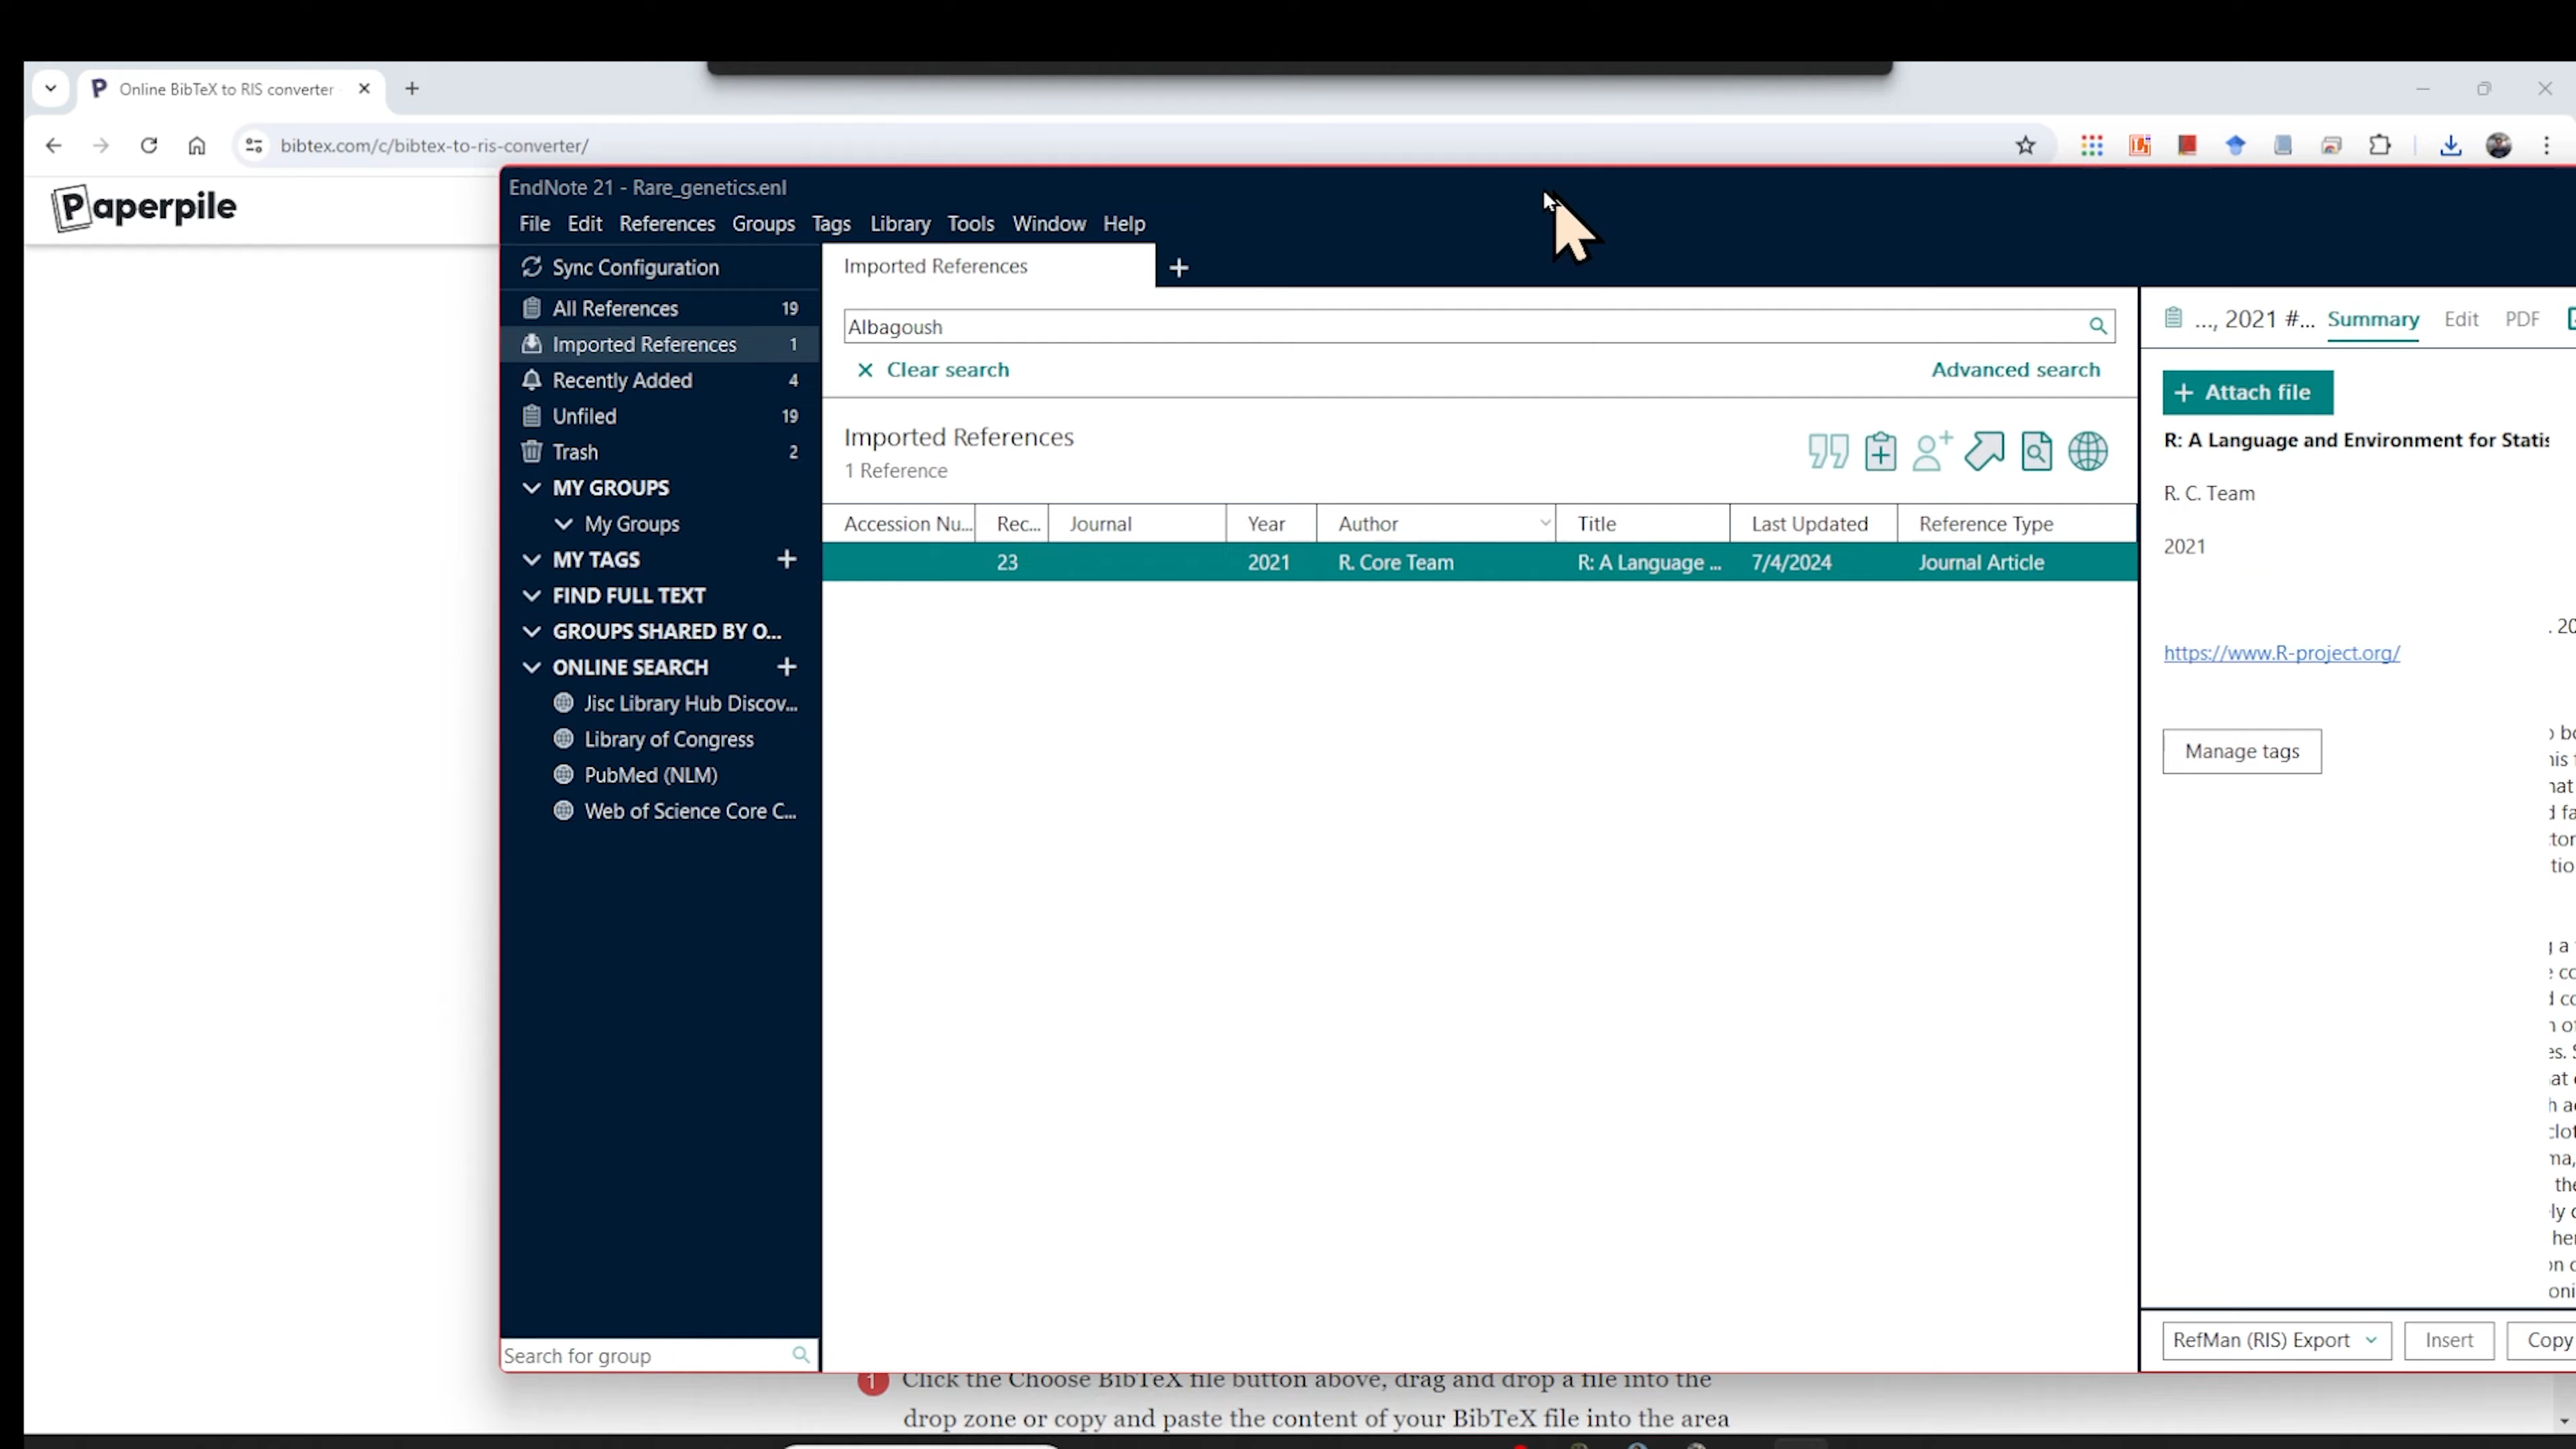 Online BibTeX to RIS converter
bibtex.com/c/bibtex-to-ris-converter/
Paperpile
EndNote 21 - Rare_genetics.enl
File Edit References Groups Tags Library Tools Window Help
Sync Configuration
All References 19
Imported References 1
Recently Added 4
Unfiled 19
Trash 2
MY GROUPS
My Groups
MY TAGS
FIND FULL TEXT
GROUPS SHARED BY O...
ONLINE SEARCH
Jisc Library Hub Discov...
Library of Congress
PubMed (NLM)
Web of Science Core C...
Search for group
Imported References
Albagoush
Clear search Advanced search
Imported References
1 Reference
Accession Nu... Rec... Journal Year Author Title Last Updated Reference Type
23 2021 R. Core Team R: A Language ... 7/4/2024 Journal Article
..., 2021 #... Summary Edit PDF
+ Attach file
R: A Language and Environment for Statis
R. C. Team
2021
https://www.R-project.org/
Manage tags
RefMan (RIS) Export Insert Copy
1 Click the Choose BibTeX file button above, drag and drop a file into the
drop zone or copy and paste the content of your BibTeX file into the area